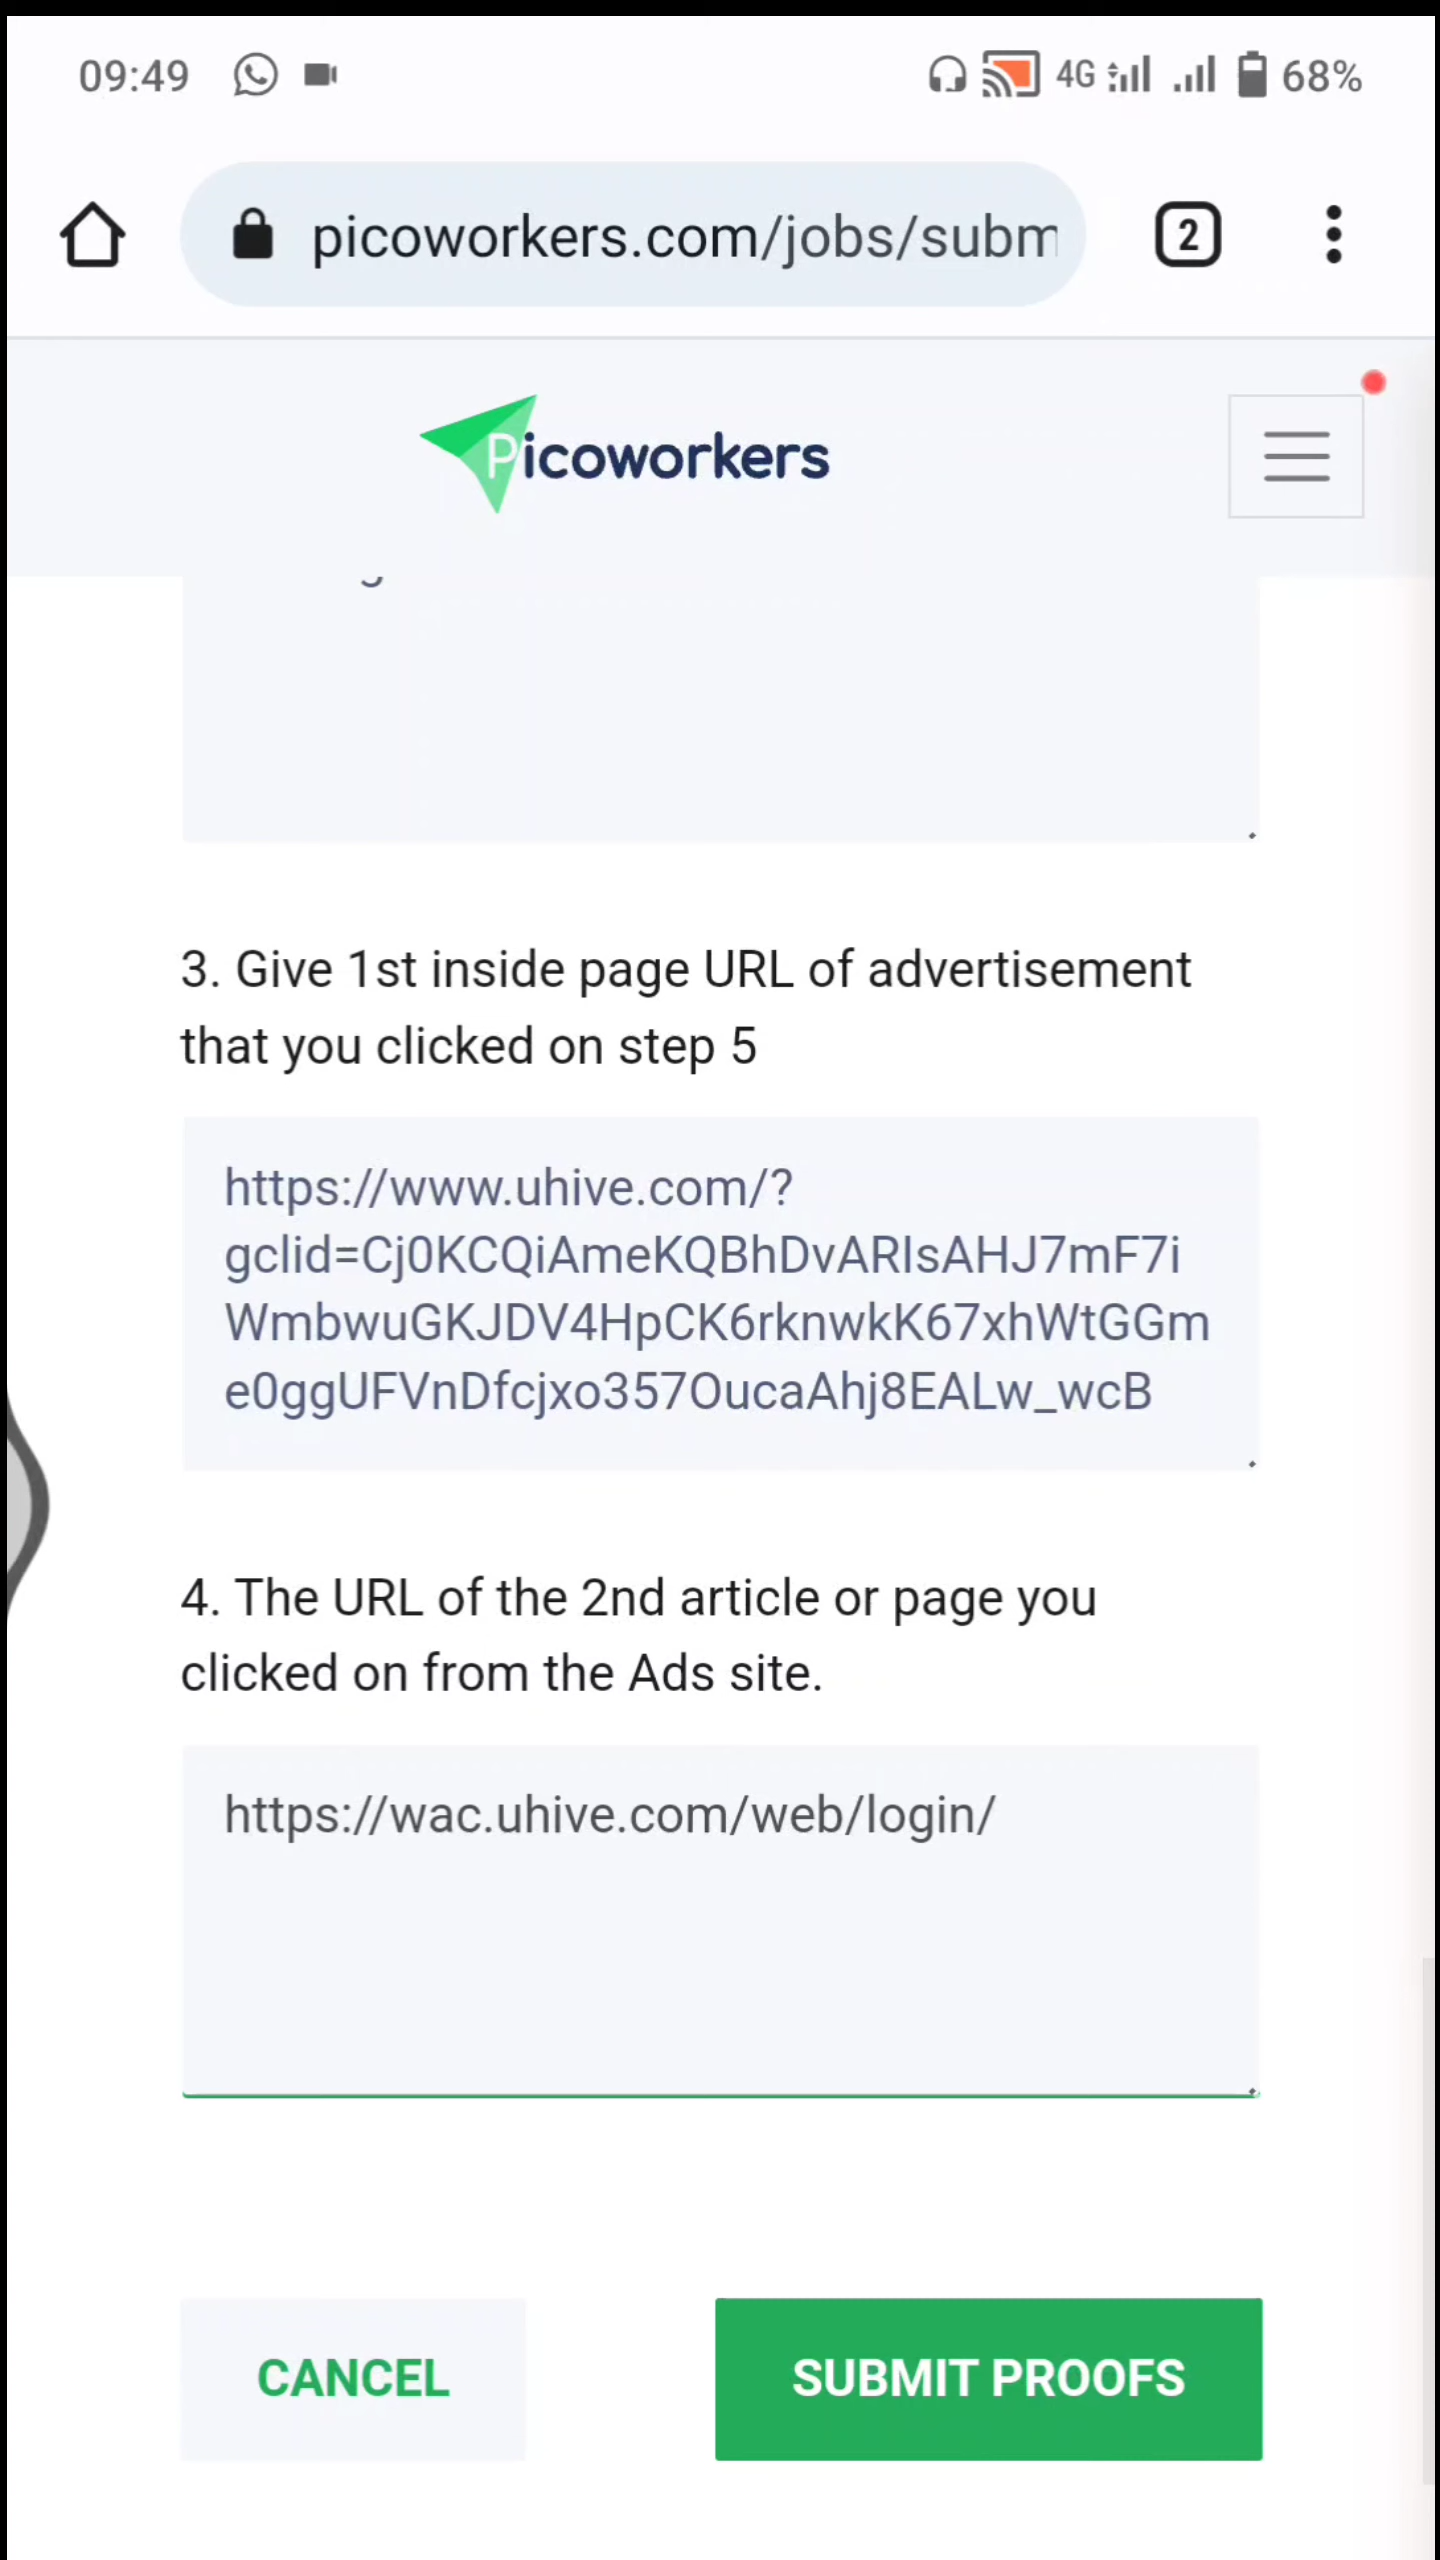 09:49
4G
68%
picoworkers.com/jobs/subm
2
Picoworkers
3. Give 1st inside page URL of advertisement
that you clicked on step 5
https://www.uhive.com/?
gclid=Cj0KCQiAmeKQBhDvARIsAHJ7mF7i
WmbwuGKJDV4HpCK6rknwkK67xhWtGGm
e0ggUFVnDfcjxo357OucaAhj8EALw_wcB
4. The URL of the 2nd article or page you
clicked on from the Ads site.
https://wac.uhive.com/web/login/
CANCEL
SUBMIT PROOFS